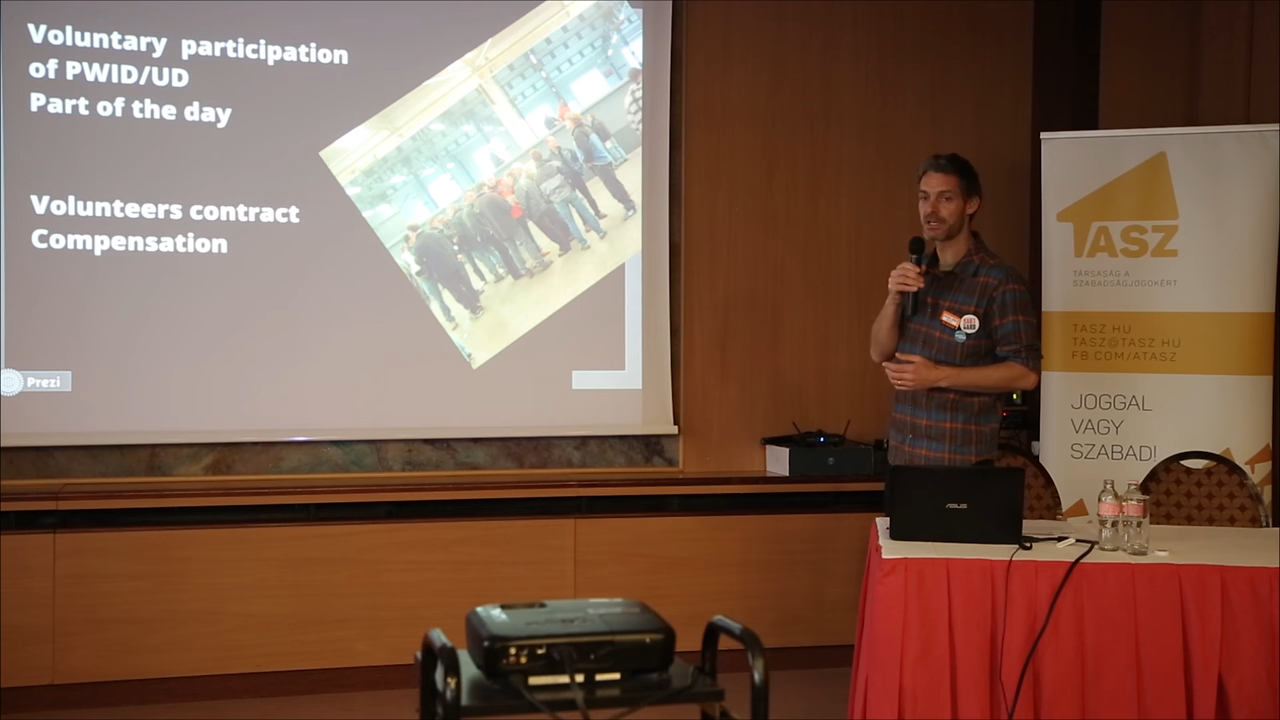 Voluntary participation
of PWID/UD
Part of the day
Volunteers contract
Compensation
Prezi
TASZ
TÁRSASÁG A
SZABADSÁGJOGOKÉRT
TASZ.HU
TASZ@TASZ.HU
FB.COM/ATASZ
JOGGAL
VAGY
SZABAD!
ASUS